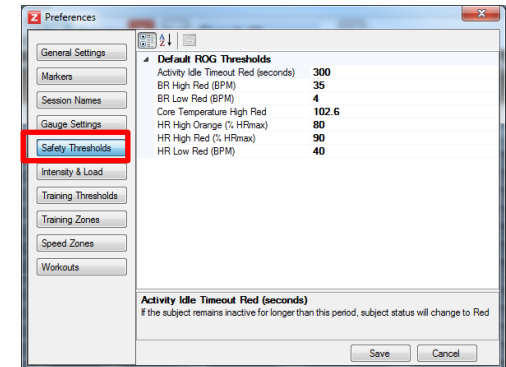 Z Preferences
General Settings
Markers
Session Names
Gauge Settings
Safety Thresholds
Intensity & Load
Training Thresholds
Training Zones
Speed Zones
Workouts
Default ROG Thresholds
Activity Idle Timeout Red (seconds) 300
BR High Red (BPM) 35
BR Low Red (BPM) 4
Core Temperature High Red 102.6
HR High Orange (% HRmax) 80
HR High Red (% HRmax) 90
HR Low Red (BPM) 40
Activity Idle Timeout Red (seconds)
If the subject remains inactive for longer than this period, subject status will change to Red
Save Cancel